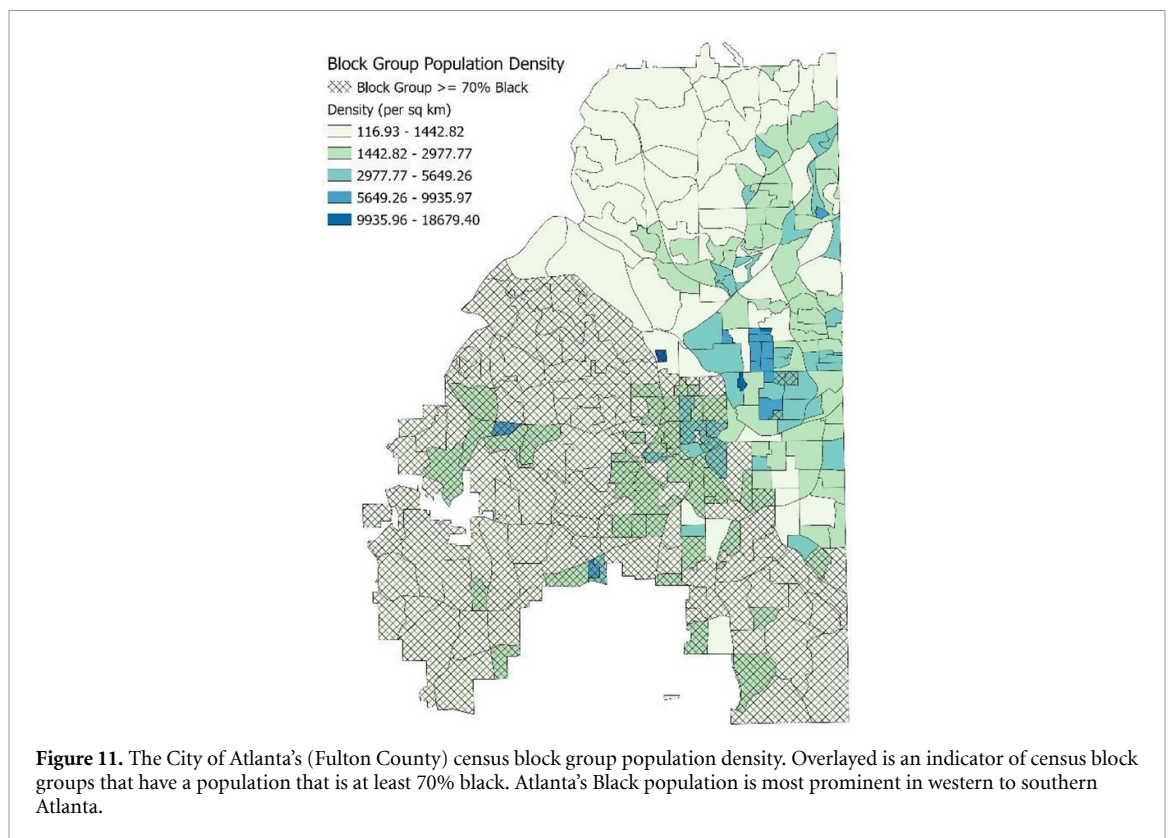 Block Group Population Density
Block Group >= 70% Black
Density (per sq km)
116.93 - 1442.82
1442.82 - 2977.77
2977.77 - 5649.26
5649.26 - 9935.97
9935.96 - 18679.40
Figure 11. The City of Atlanta's (Fulton County) census block group population density. Overlayed is an indicator of census block
groups that have a population that is at least 70% black. Atlanta's Black population is most prominent in western to southern
Atlanta.